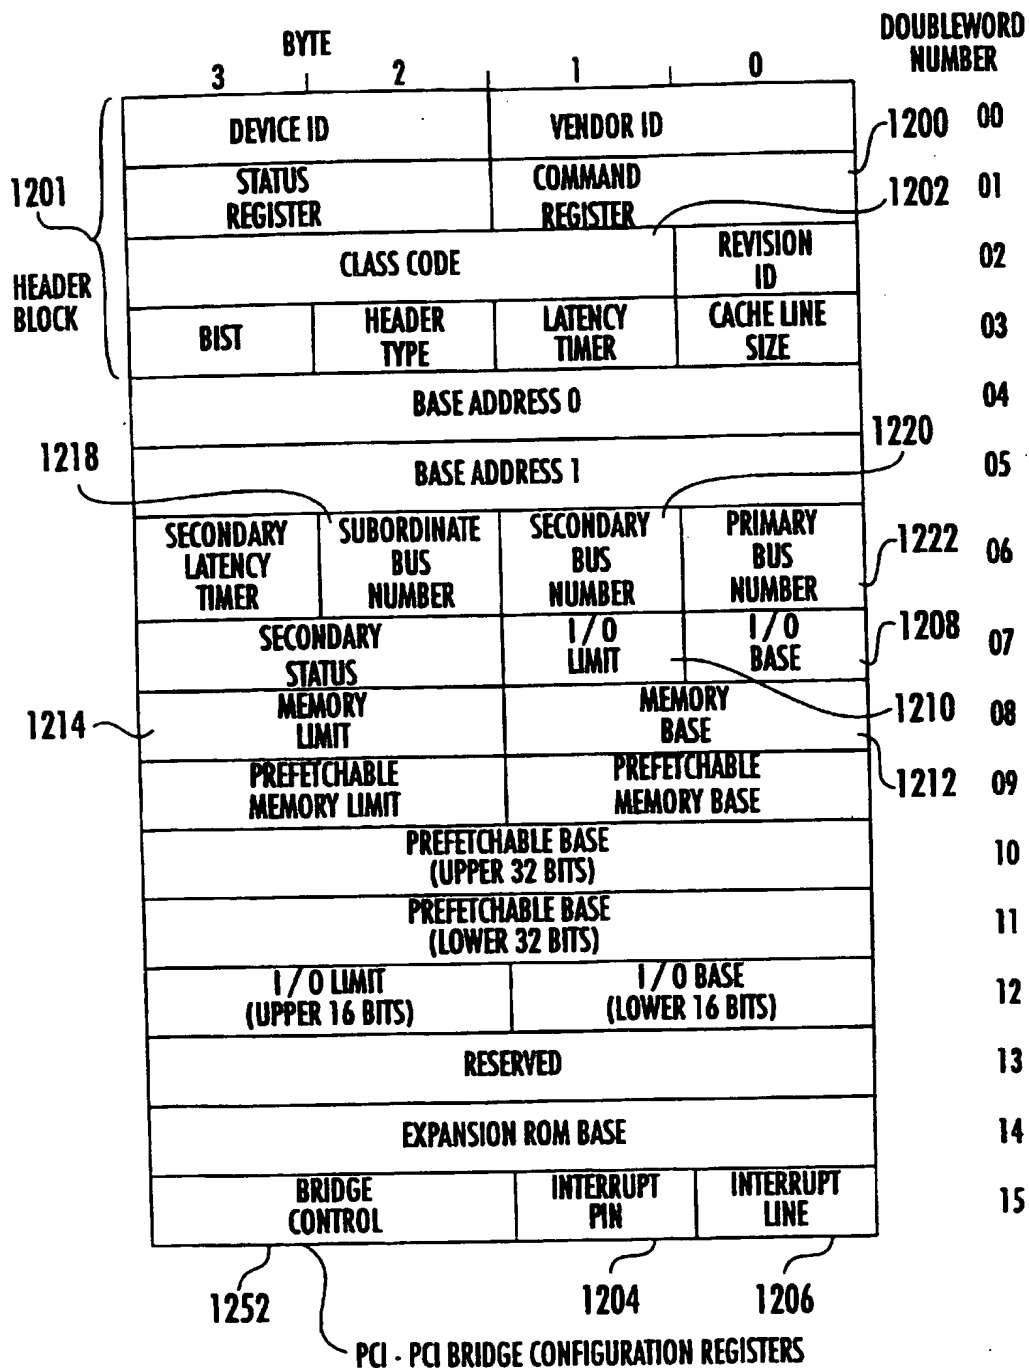 BYTE
DOUBLEWORD
NUMBER
3 2 1 0
DEVICE ID VENDOR ID 1200 00
1201
STATUS
REGISTER
COMMAND
REGISTER
1202 01
CLASS CODE
REVISION
ID
02
HEADER
BLOCK
BIST
HEADER
TYPE
LATENCY
TIMER
CACHE LINE
SIZE
03
BASE ADDRESS 0 04
1218 1220
BASE ADDRESS 1 05
SECONDARY
LATENCY
TIMER
SUBORDINATE
BUS
NUMBER
SECONDARY
BUS
NUMBER
PRIMARY
BUS
NUMBER
1222 06
SECONDARY
STATUS
I/O
LIMIT
I/O
BASE
1208 07
1214
MEMORY
LIMIT
MEMORY
BASE
1210 08
PREFETCHABLE
MEMORY LIMIT
PREFETCHABLE
MEMORY BASE
1212 09
PREFETCHABLE BASE
(UPPER 32 BITS)
10
PREFETCHABLE BASE
(LOWER 32 BITS)
11
I/O LIMIT
(UPPER 16 BITS)
I/O BASE
(LOWER 16 BITS)
12
RESERVED 13
EXPANSION ROM BASE 14
BRIDGE
CONTROL
INTERRUPT
PIN
INTERRUPT
LINE
15
1252 1204 1206
PCI - PCI BRIDGE CONFIGURATION REGISTERS